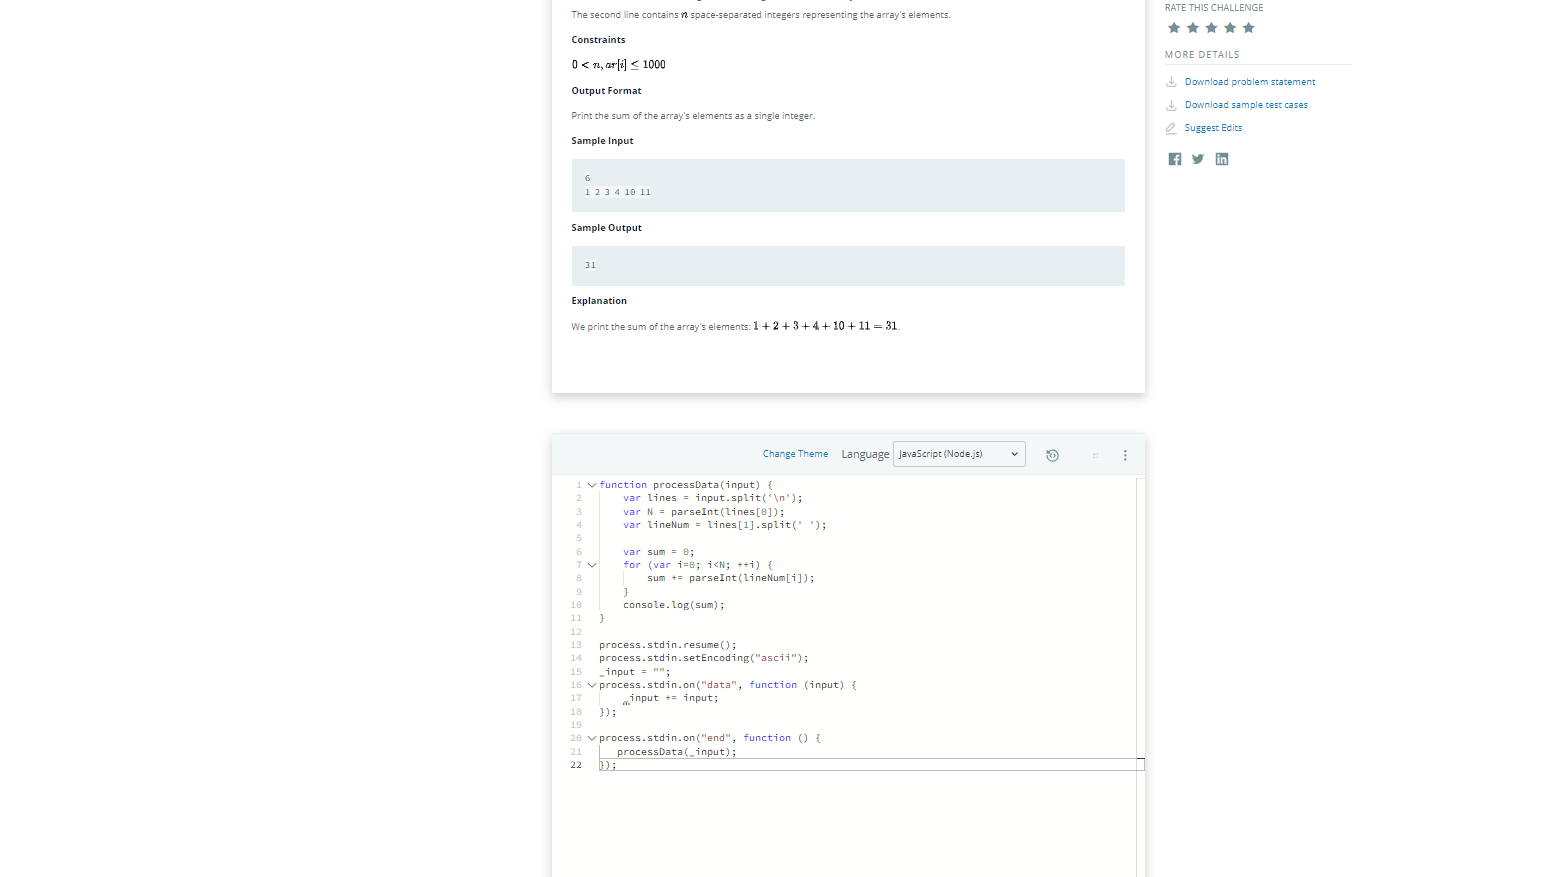 The second line contains n space-separated integers representing the array's elements.
Constraints
0 < n, ar[i] ≤ 1000
Output Format
Print the sum of the array's elements as a single integer.
Sample Input
6
1 2 3 4 10 11
Sample Output
31
Explanation
We print the sum of the array's elements: 1 + 2 + 3 + 4 + 10 + 11 = 31.
RATE THIS CHALLENGE
MORE DETAILS
Download problem statement
Download sample test cases
Suggest Edits
Change Theme Language JavaScript (Node.js)
1 function processData(input) {
2     var lines = input.split('\n');
3     var N = parseInt(lines[0]);
4     var lineNum = lines[1].split(' ');
5
6     var sum = 0;
7     for (var i=0; i<N; ++i) {
8         sum += parseInt(lineNum[i]);
9     }
10     console.log(sum);
11 }
12
13 process.stdin.resume();
14 process.stdin.setEncoding("ascii");
15 _input = "";
16 process.stdin.on("data", function (input) {
17     _input += input;
18 });
19
20 process.stdin.on("end", function () {
21    processData(_input);
22 });